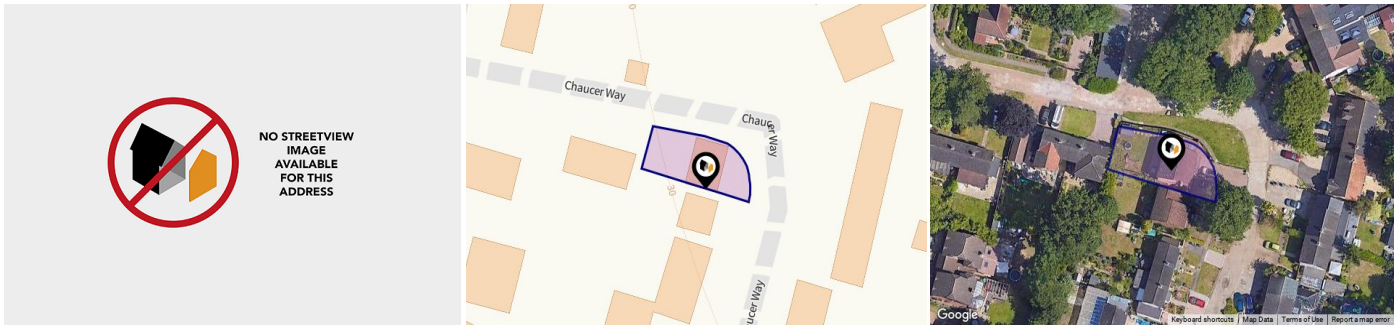 NO STREETVIEW
IMAGE
AVAILABLE
FOR THIS
ADDRESS
Chaucer Way
Chaucer Way
30
ucer Way
Google
Keyboard shortcuts
Map Data
Terms of Use
Report a map error